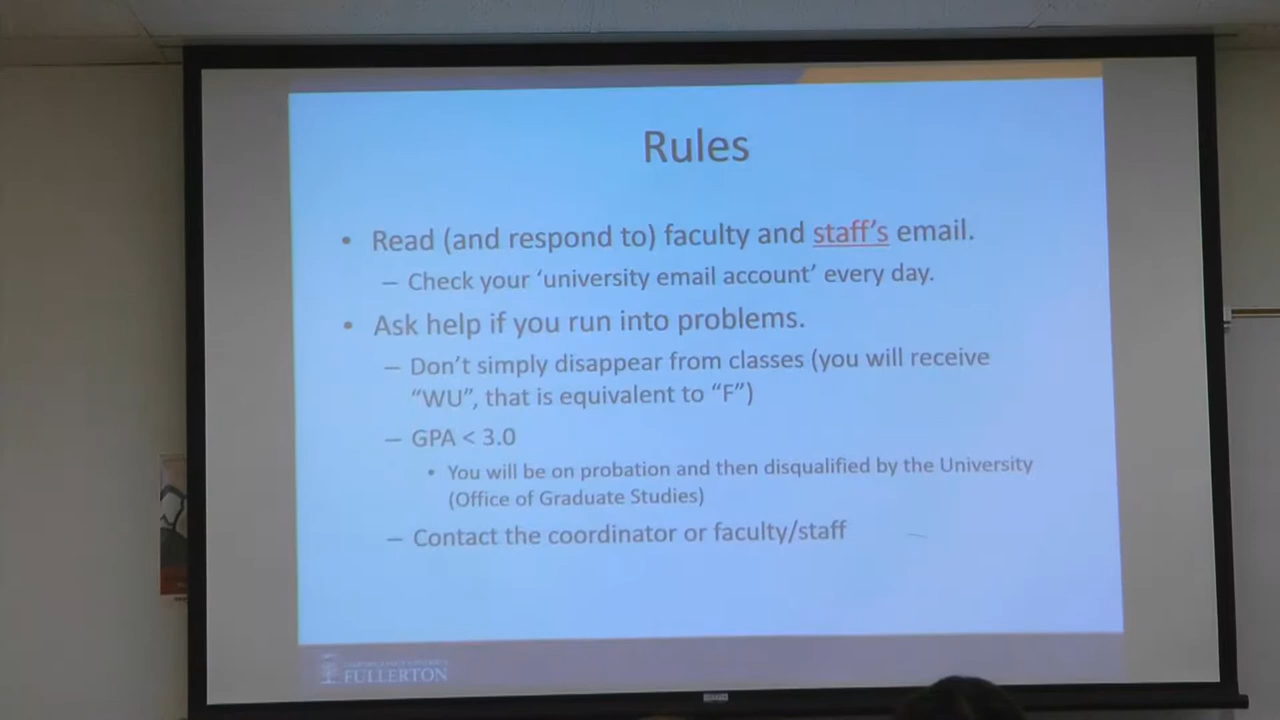 Rules
• Read (and respond to) faculty and staff's email.
– Check your 'university email account' every day.
• Ask help if you run into problems.
– Don't simply disappear from classes (you will receive
"WU", that is equivalent to "F")
– GPA < 3.0
• You will be on probation and then disqualified by the University
(Office of Graduate Studies)
– Contact the coordinator or faculty/staff
FULLERTON